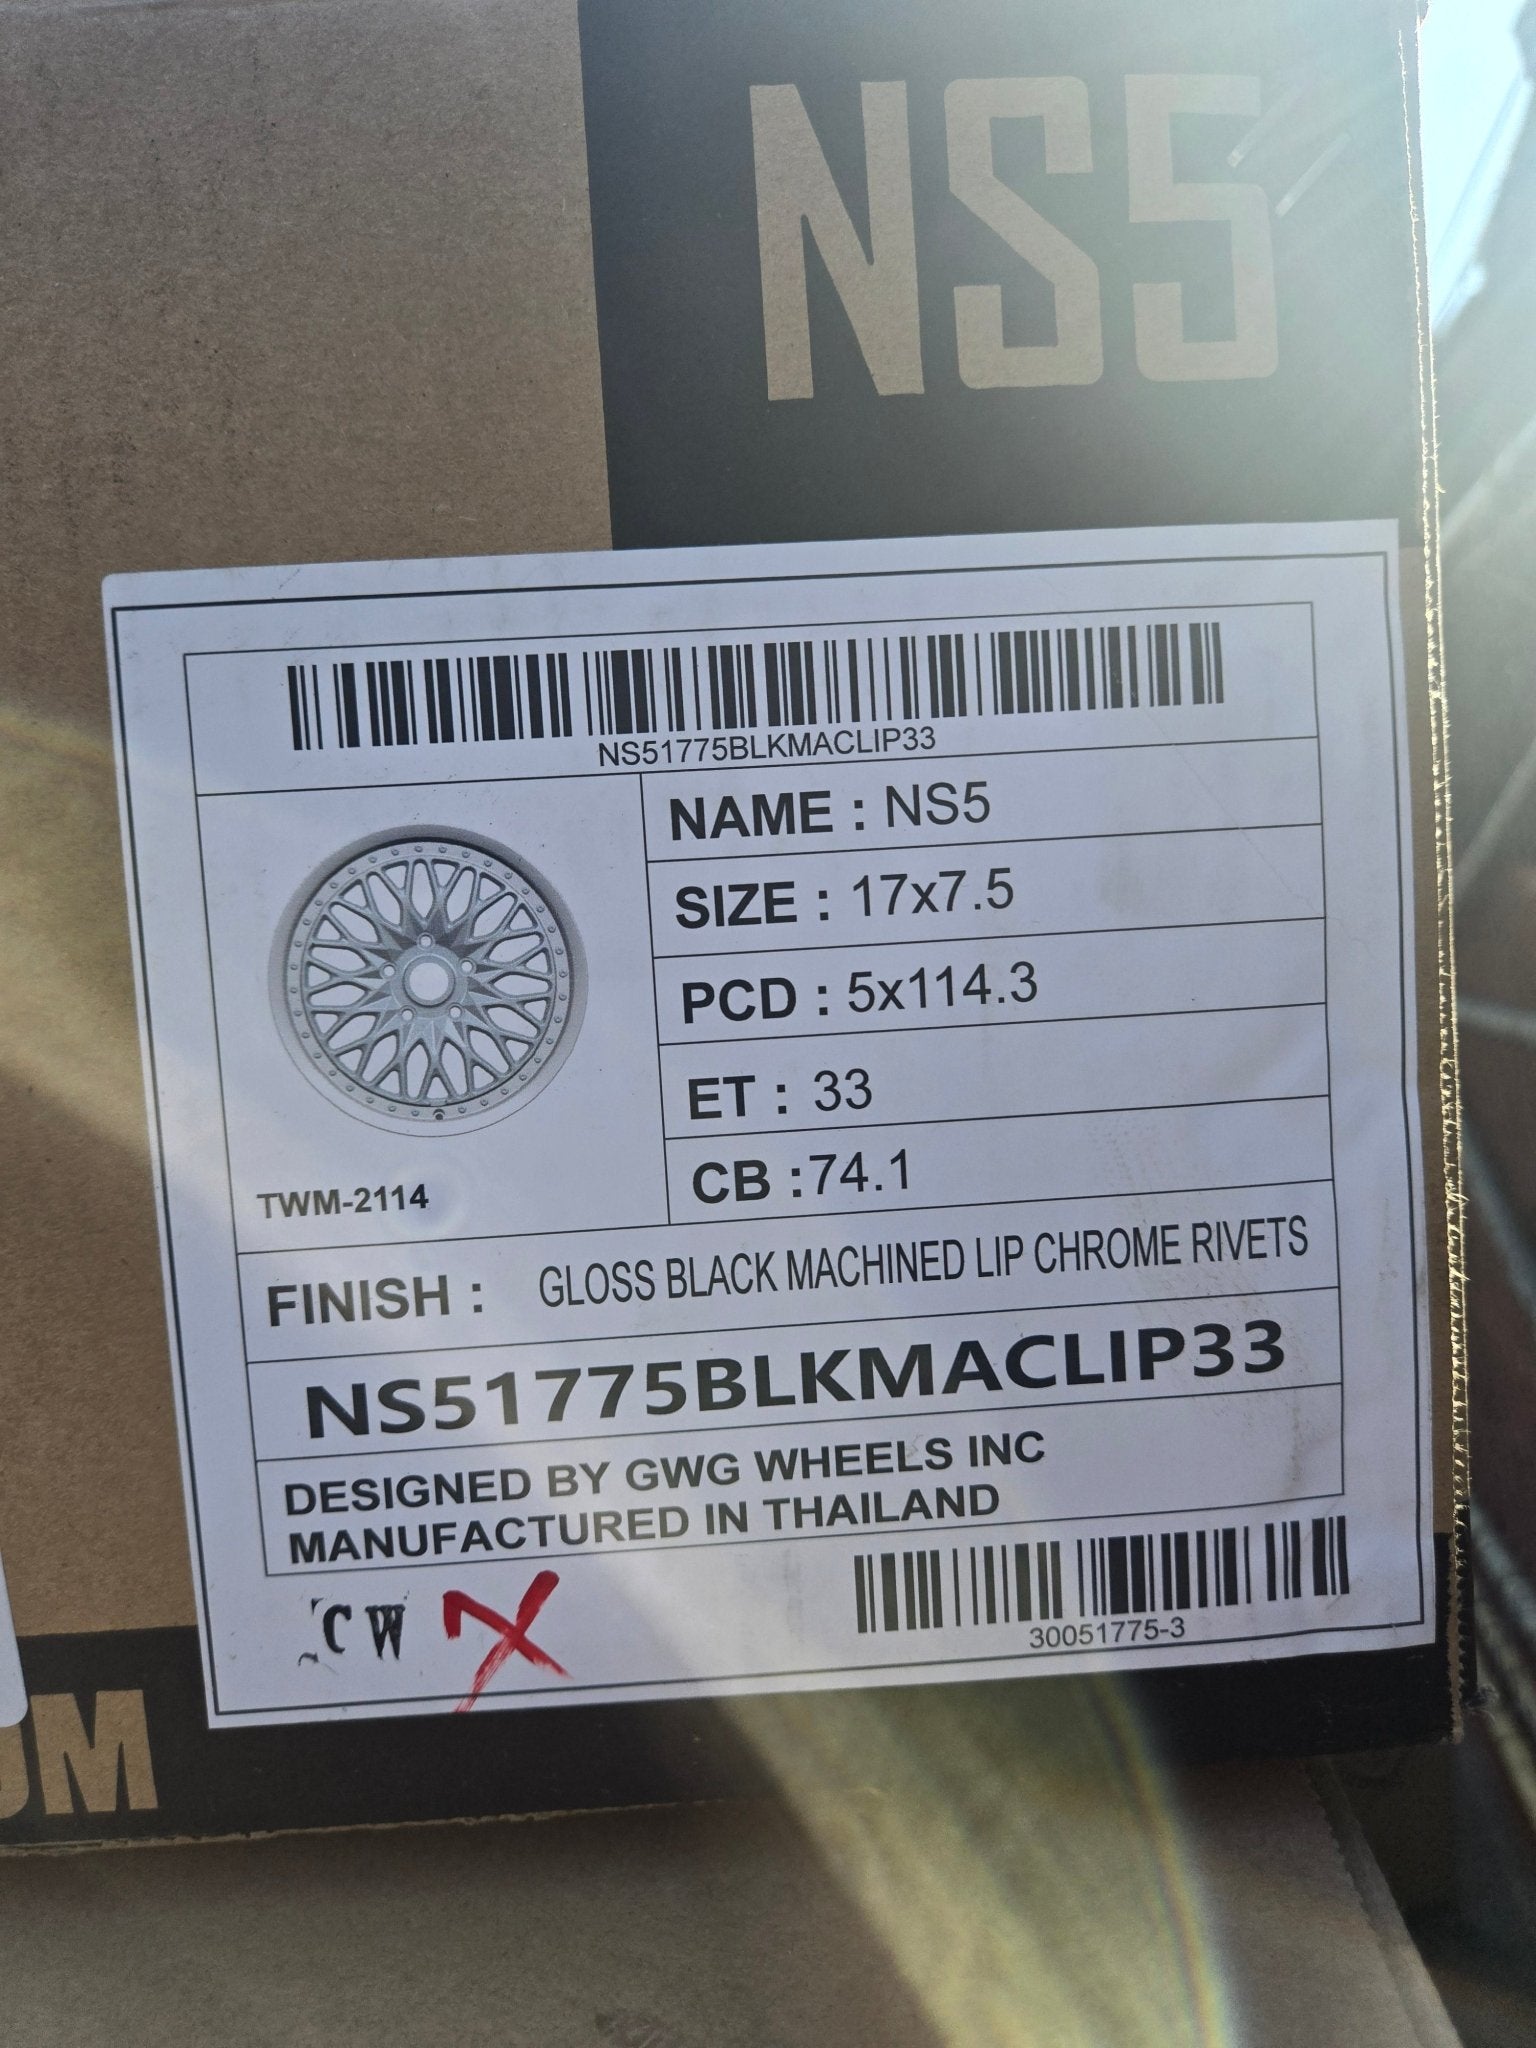 NS5
NS51775BLKMACLIP33
NAME : NS5
SIZE : 17x7.5
PCD : 5x114.3
ET : 33
CB :74.1
TWM-2114
FINISH : GLOSS BLACK MACHINED LIP CHROME RIVETS
NS51775BLKMACLIP33
DESIGNED BY GWG WHEELS INC
MANUFACTURED IN THAILAND
CW X
30051775-3